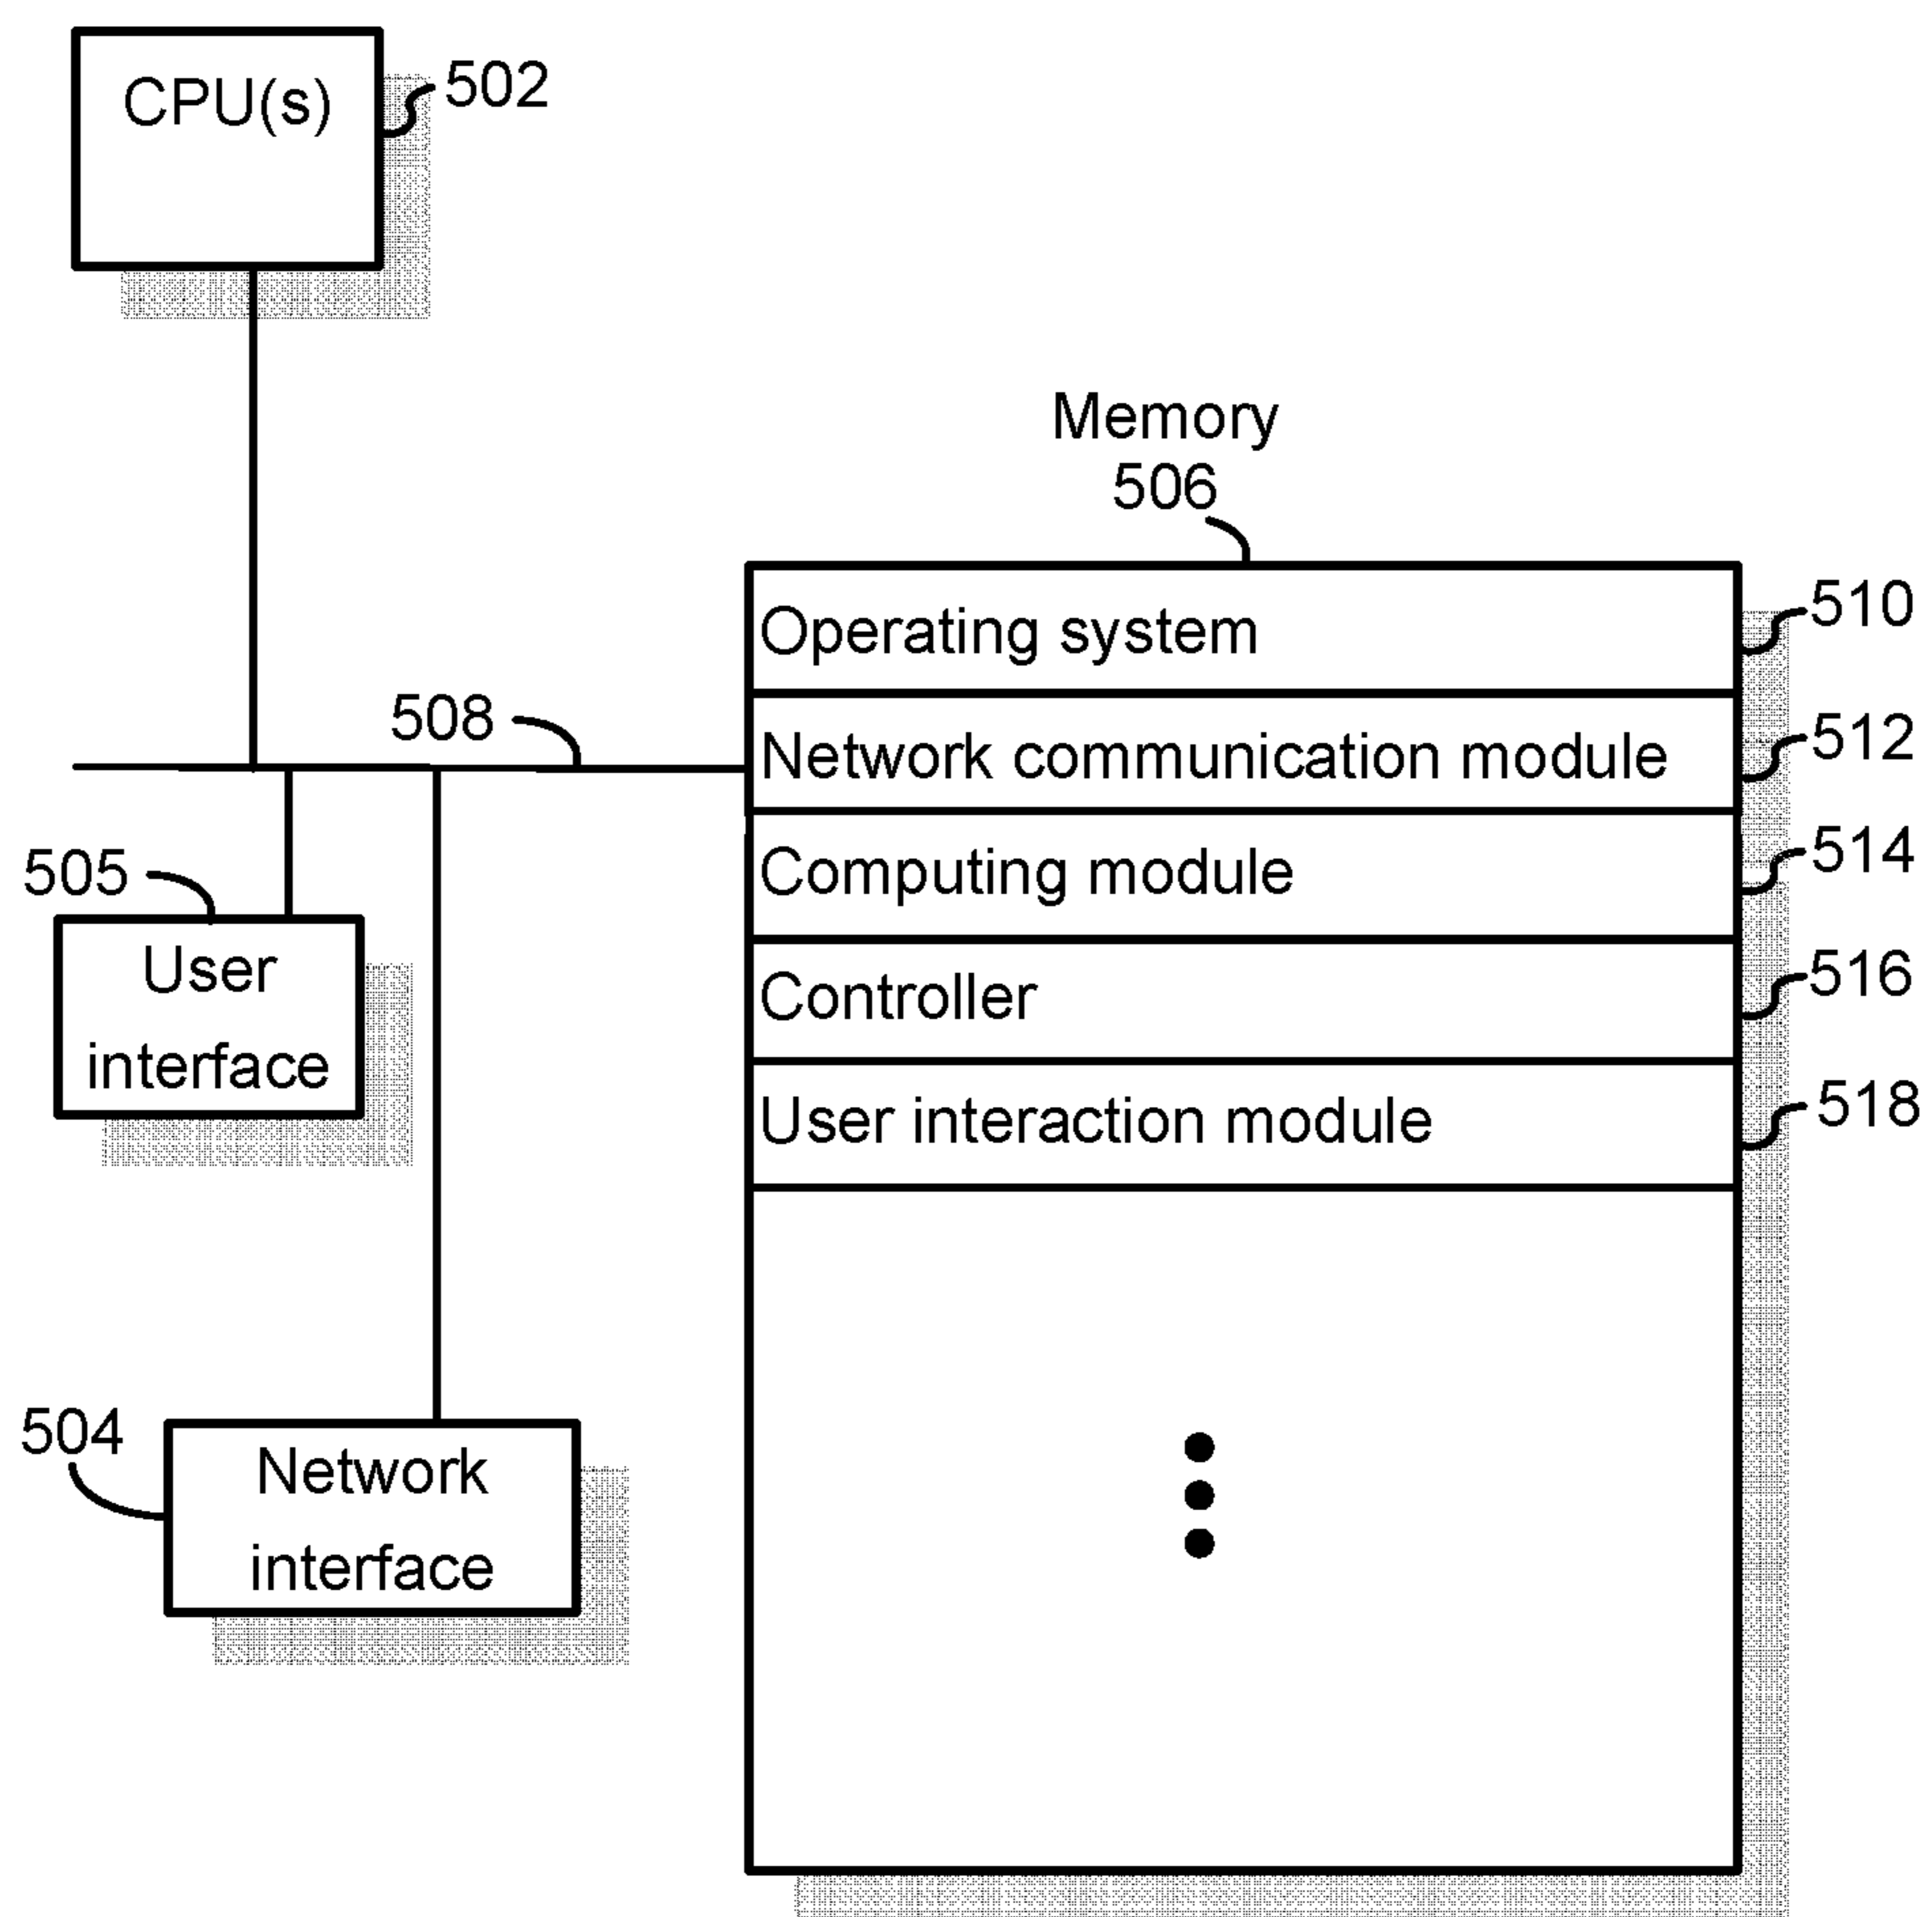 CPU(s)
502
Memory
506
Operating system
510
508
Network communication module
512
Computing module
514
505
User
interface
Controller
516
User interaction module
518
504
Network
interface